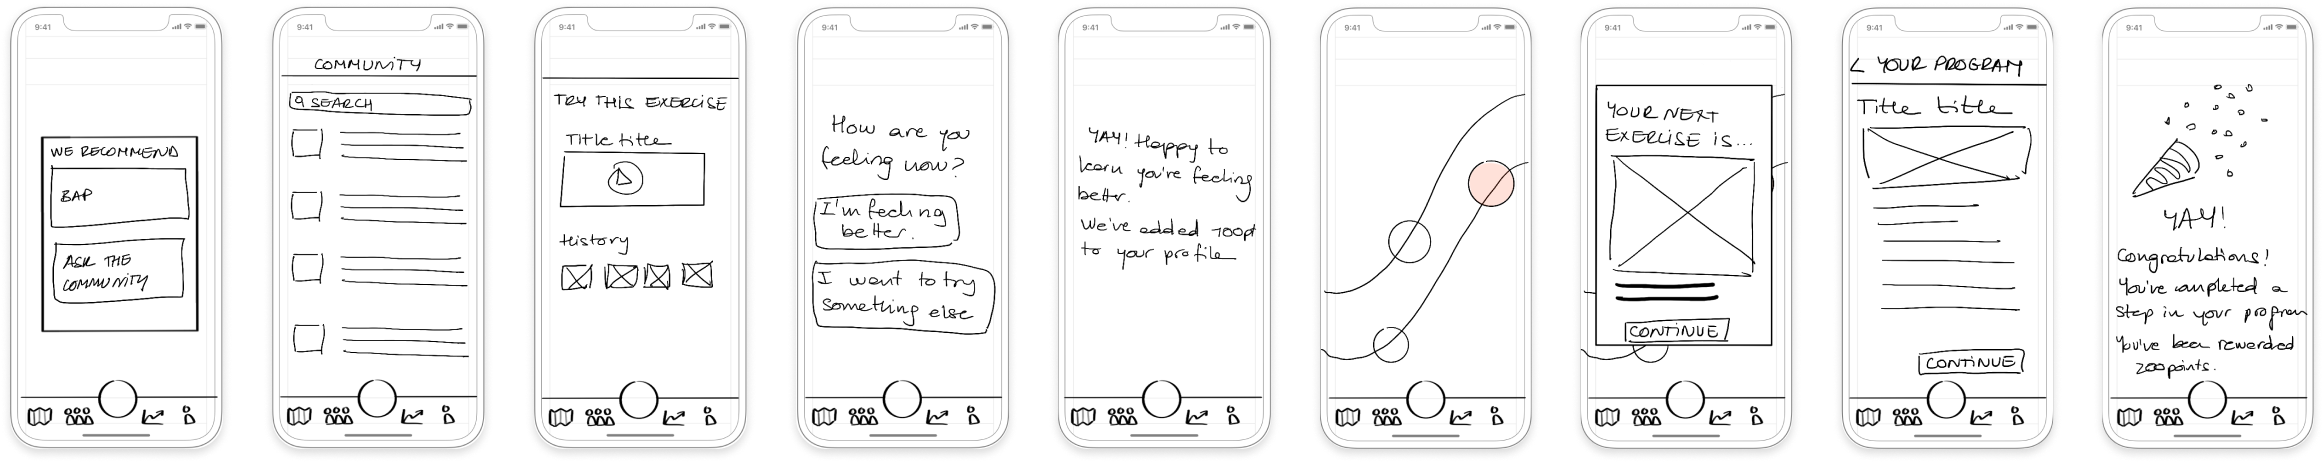 9:41
WE RECOMMEND
BAP
ASK THE
COMMUNITY
9:41
COMMUNITY
SEARCH
9:41
TRY THIS EXERCISE
Title title
History
9:41
How are you
feeling now?
I'm feeling
better.
I want to try
something else
9:41
YAY! Happy to
learn you're feeling
better.
We've added 100pt
to your profile
9:41
9:41
YOUR NEXT
EXERCISE IS...
CONTINUE
9:41
< YOUR PROGRAM
Title title
CONTINUE
9:41
YAY!
Congratulations!
You've completed a
step in your program
You've been rewarded
200points.